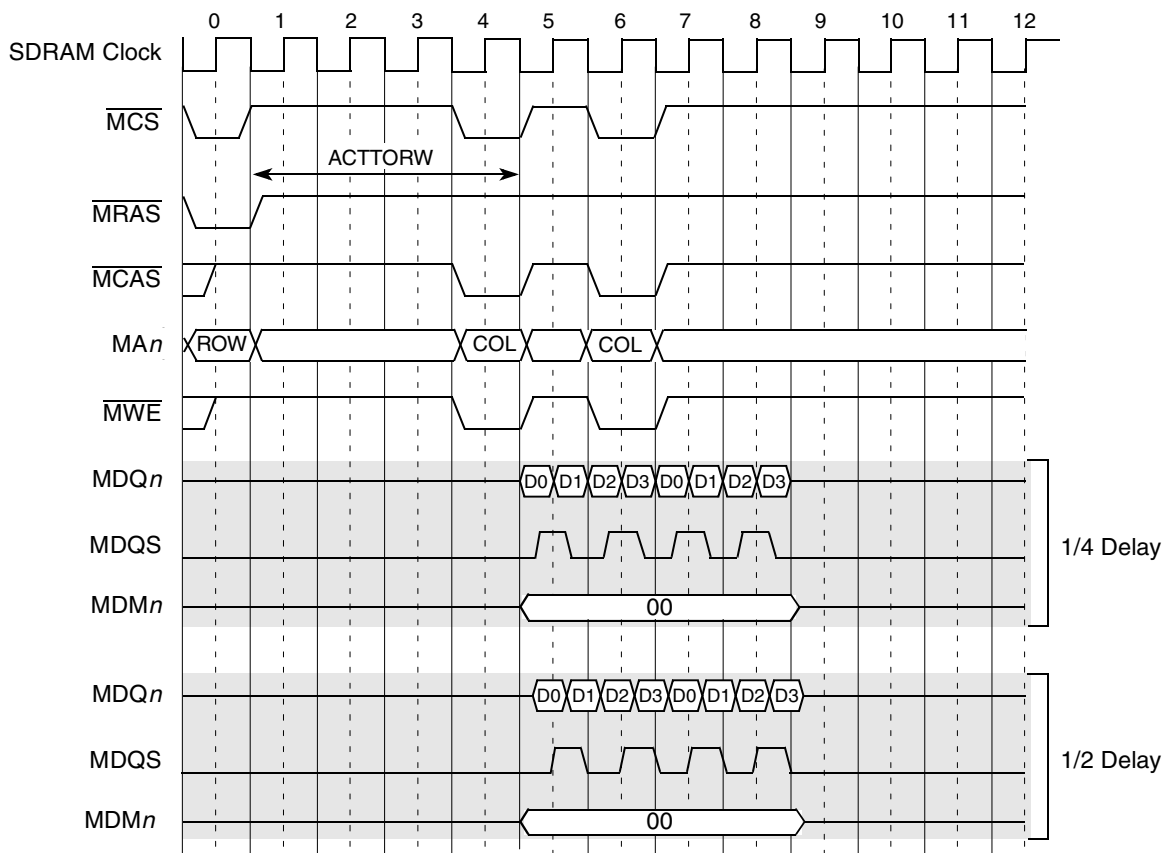 0 1 2 3 4 5 6 7 8 9 10 11 12
SDRAM Clock
MCS
ACTTORW
MRAS
MCAS
MAn ROW COL COL
MWE
MDQn D0 D1 D2 D3 D0 D1 D2 D3
MDQS
1/4 Delay
MDMn 00
MDQn D0 D1 D2 D3 D0 D1 D2 D3
MDQS
1/2 Delay
MDMn 00